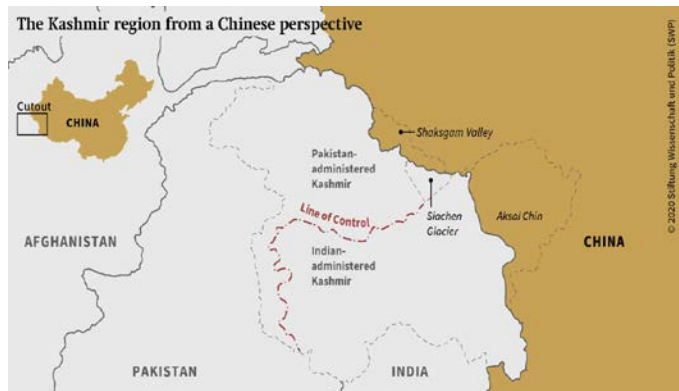 The Kashmir region from a Chinese perspective
Cutout
CHINA
Shaksgam Valley
Pakistan-
administered
Kashmir
Line of Control
Siachen
Glacier
Aksai Chin
AFGHANISTAN
Indian-
administered
Kashmir
CHINA
PAKISTAN
INDIA
© 2020 Stiftung Wissenschaft und Politik (SWP)